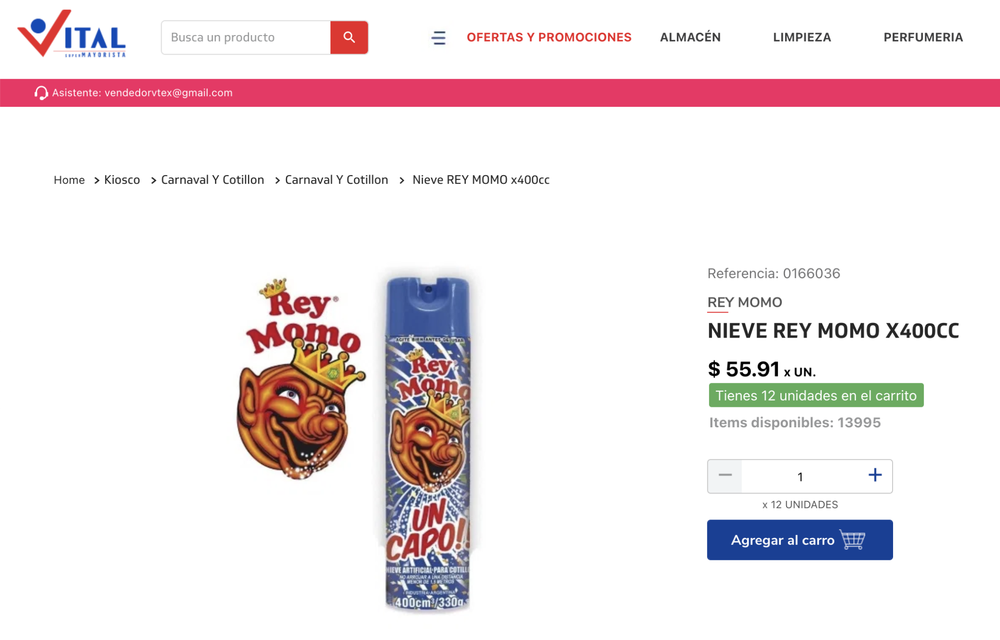 VITAL
SUPERMAYORISTA
Busca un producto
OFERTAS Y PROMOCIONES
ALMACÉN
LIMPIEZA
PERFUMERIA
Asistente: vendedorvtex@gmail.com
Home > Kiosco > Carnaval Y Cotillon > Carnaval Y Cotillon > Nieve REY MOMO x400cc
Rey®
Momo
AGITE BIEN ANTES DE USAR
Rey
Momo
UN
CAPO!!
NIEVE ARTIFICIAL PARA COTILL
NO ARROJAR A UNA DISTANCIA
MENOR DE 1,5 METROS
INDUSTRIA ARGENTINA
400cm³/330g
Referencia: 0166036
REY MOMO
NIEVE REY MOMO X400CC
$ 55.91 x UN.
Tienes 12 unidades en el carrito
Items disponibles: 13995
− 1 +
x 12 UNIDADES
Agregar al carro